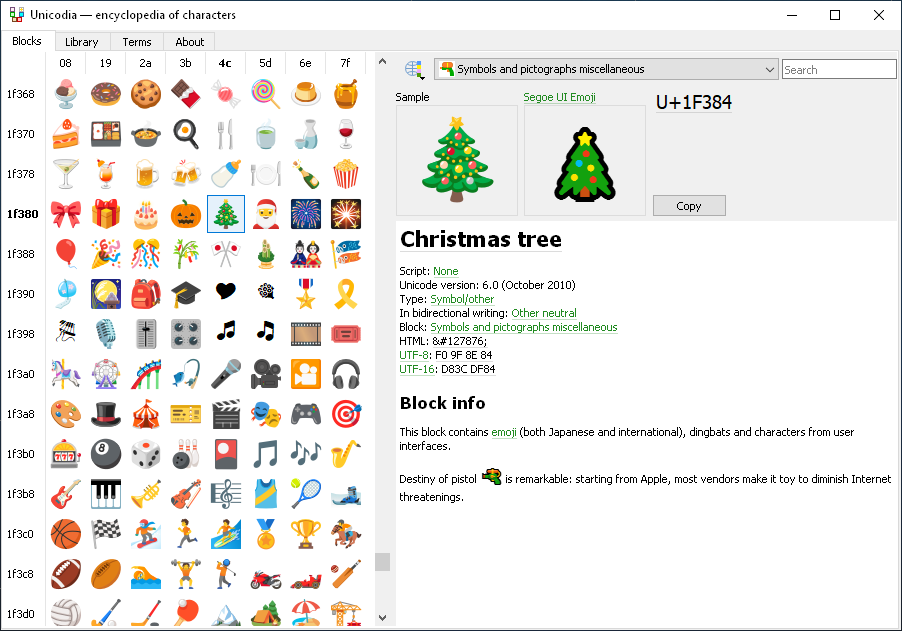 Unicodia — encyclopedia of characters
Blocks Library Terms About
08 19 2a 3b 4c 5d 6e 7f
1f368
1f370
1f378
1f380
1f388
1f390
1f398
1f3a0
1f3a8
1f3b0
1f3b8
1f3c0
1f3c8
1f3d0
Symbols and pictographs miscellaneous
Search
Sample
Segoe UI Emoji
U+1F384
Copy
Christmas tree
Script: None
Unicode version: 6.0 (October 2010)
Type: Symbol/other
In bidirectional writing: Other neutral
Block: Symbols and pictographs miscellaneous
HTML: &#127876;
UTF-8: F0 9F 8E 84
UTF-16: D83C DF84
Block info
This block contains emoji (both Japanese and international), dingbats and characters from user
interfaces.
Destiny of pistol is remarkable: starting from Apple, most vendors make it toy to diminish Internet
threatenings.